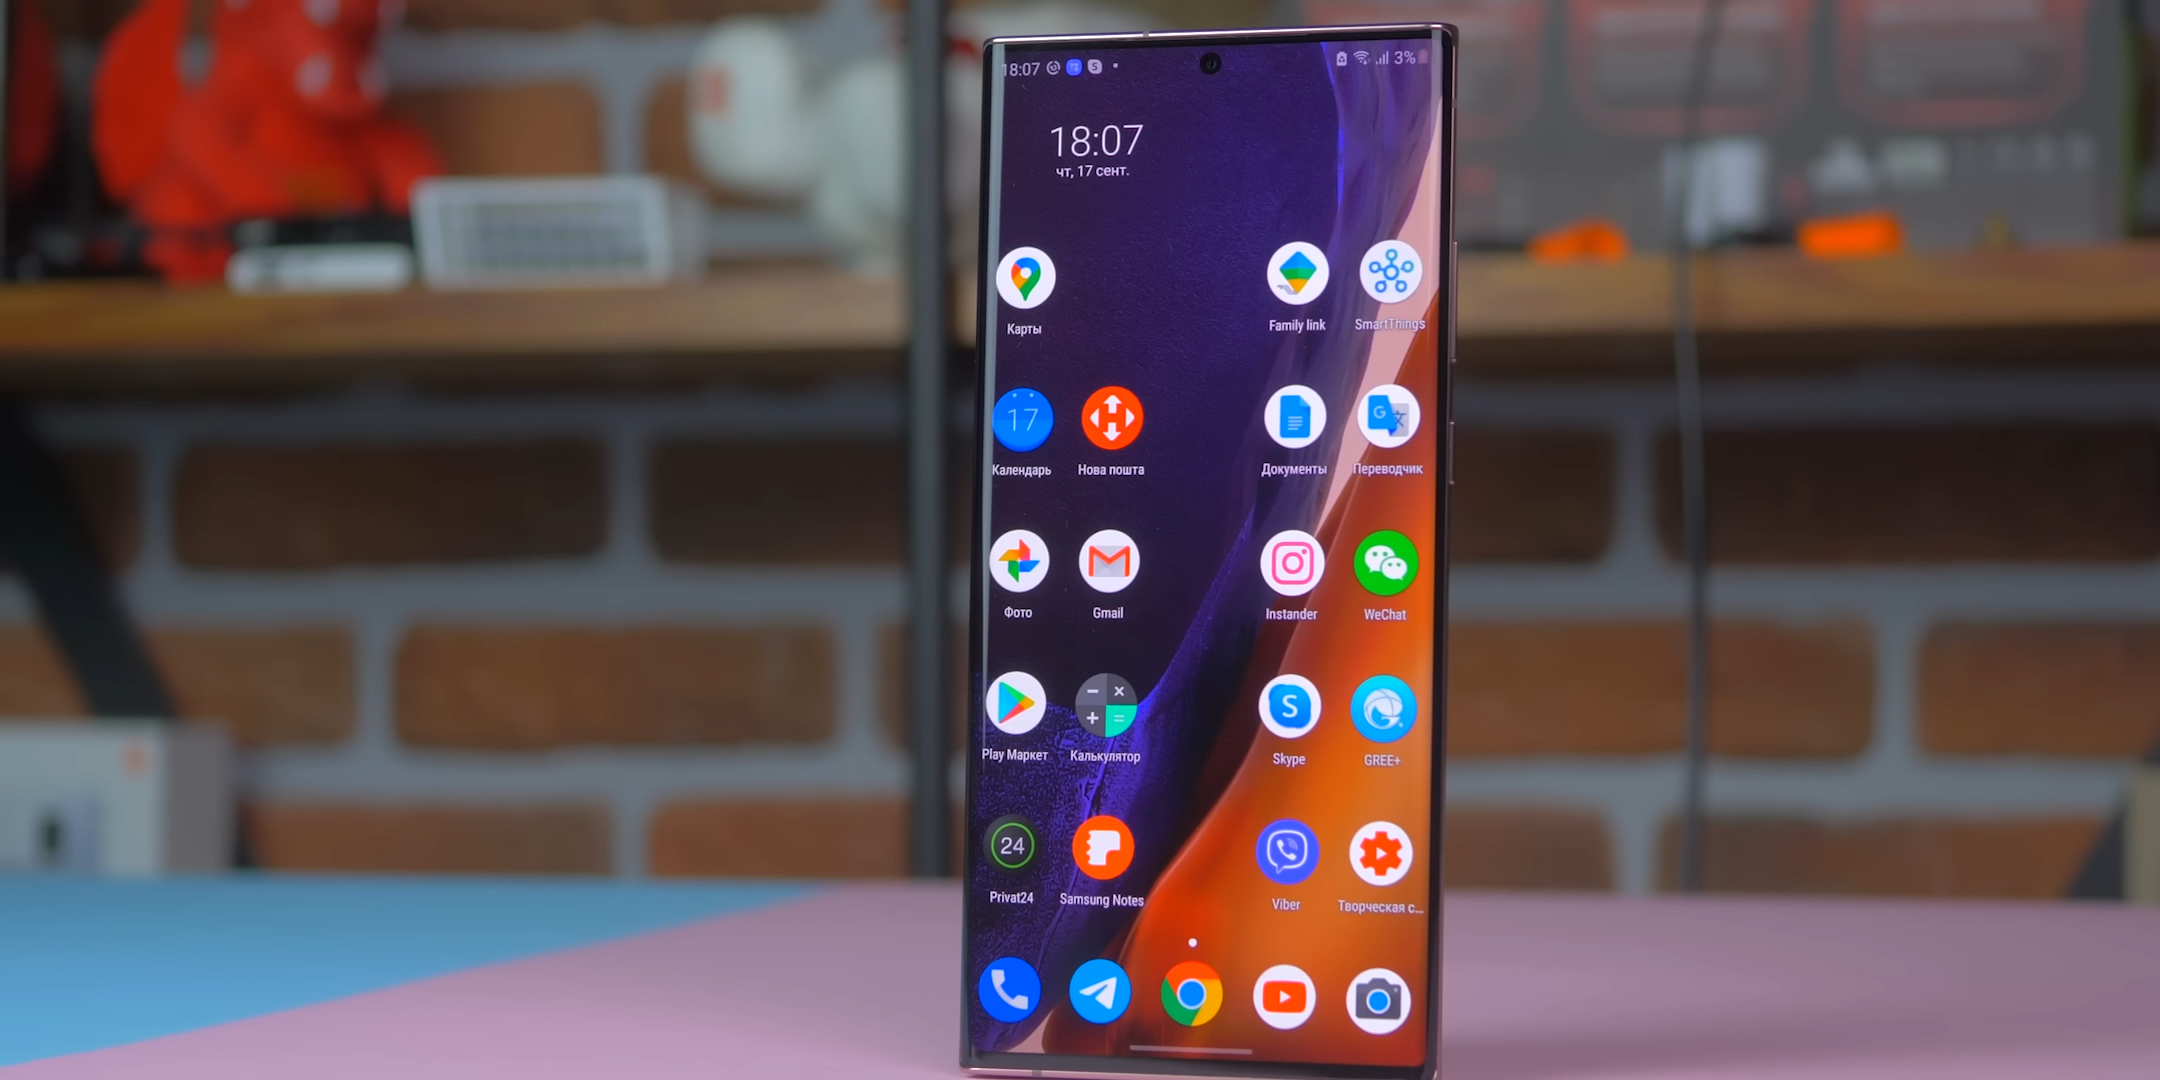 18:07
3%
18:07
чт, 17 сент.
Карты
Family link
SmartThings
17
Календарь
Нова пошта
Документы
Переводчик
Фото
Gmail
Instander
WeChat
Play Маркет
Калькулятор
Skype
GREE+
24
Privat24
Samsung Notes
Viber
Творческая с...